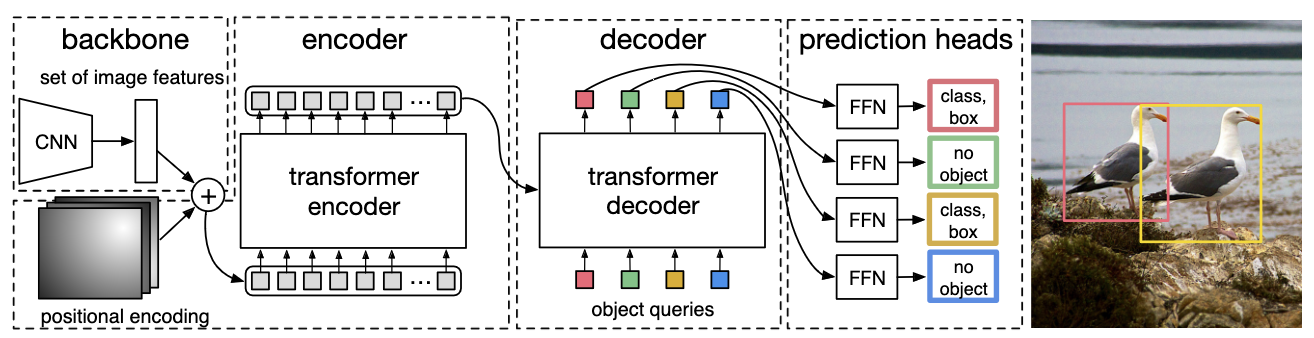 backbone
set of image features
CNN
+
positional encoding
encoder
...
transformer
encoder
...
decoder
transformer
decoder
object queries
prediction heads
FFN
class,
box
FFN
no
object
FFN
class,
box
FFN
no
object